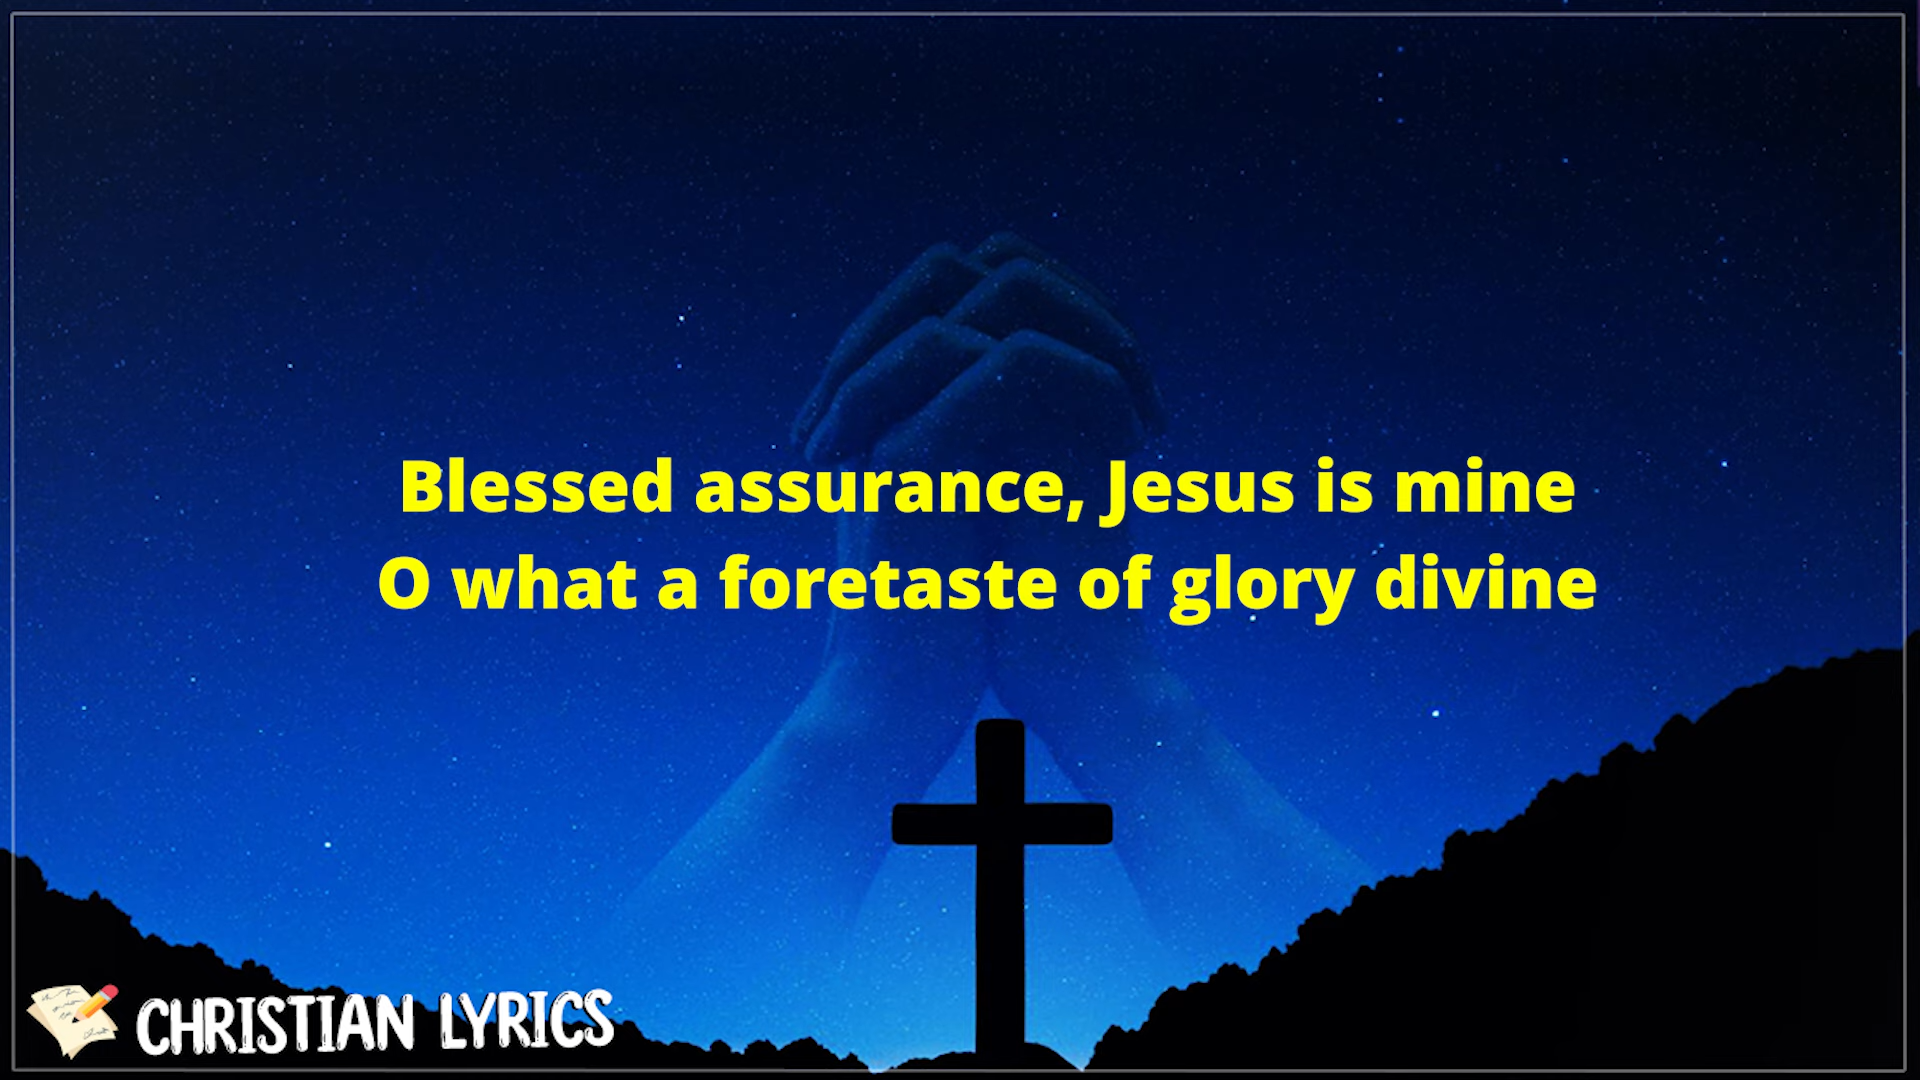 Blessed assurance, Jesus is mine
O what a foretaste of glory divine
CHRISTIAN LYRICS